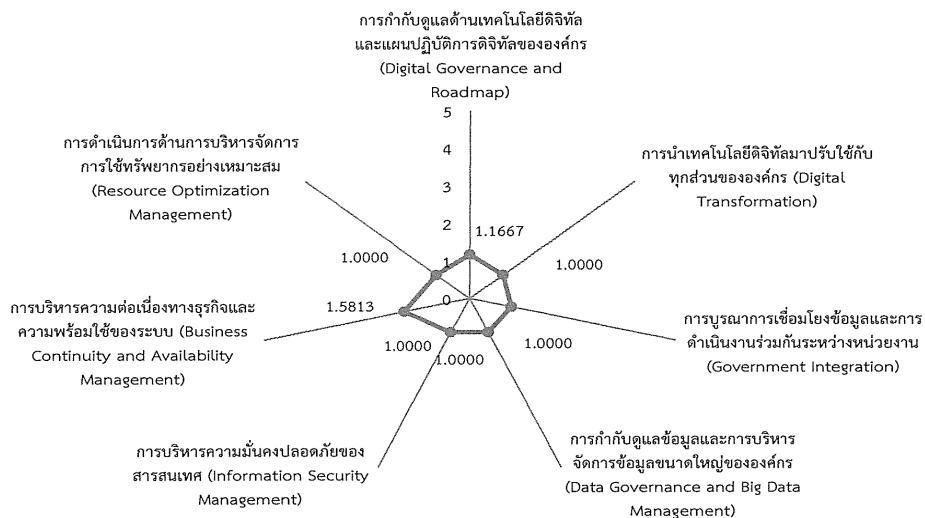 การกำกับดูแลด้านเทคโนโลยีดิจิทัล
และแผนปฏิบัติการดิจิทัลขององค์กร
(Digital Governance and
Roadmap)
5
4
3
2
1
0
1.1667
การนำเทคโนโลยีดิจิทัลมาปรับใช้กับ
ทุกส่วนขององค์กร (Digital
Transformation)
1.0000
การบูรณาการเชื่อมโยงข้อมูลและการ
ดำเนินงานร่วมกันระหว่างหน่วยงาน
(Government Integration)
1.0000
การกำกับดูแลข้อมูลและการบริหาร
จัดการข้อมูลขนาดใหญ่ขององค์กร
(Data Governance and Big Data
Management)
1.0000
การบริหารความมั่นคงปลอดภัยของ
สารสนเทศ (Information Security
Management)
1.0000
การบริหารความต่อเนื่องทางธุรกิจและ
ความพร้อมใช้ของระบบ (Business
Continuity and Availability
Management)
1.5813
การดำเนินการด้านการบริหารจัดการ
การใช้ทรัพยากรอย่างเหมาะสม
(Resource Optimization
Management)
1.0000